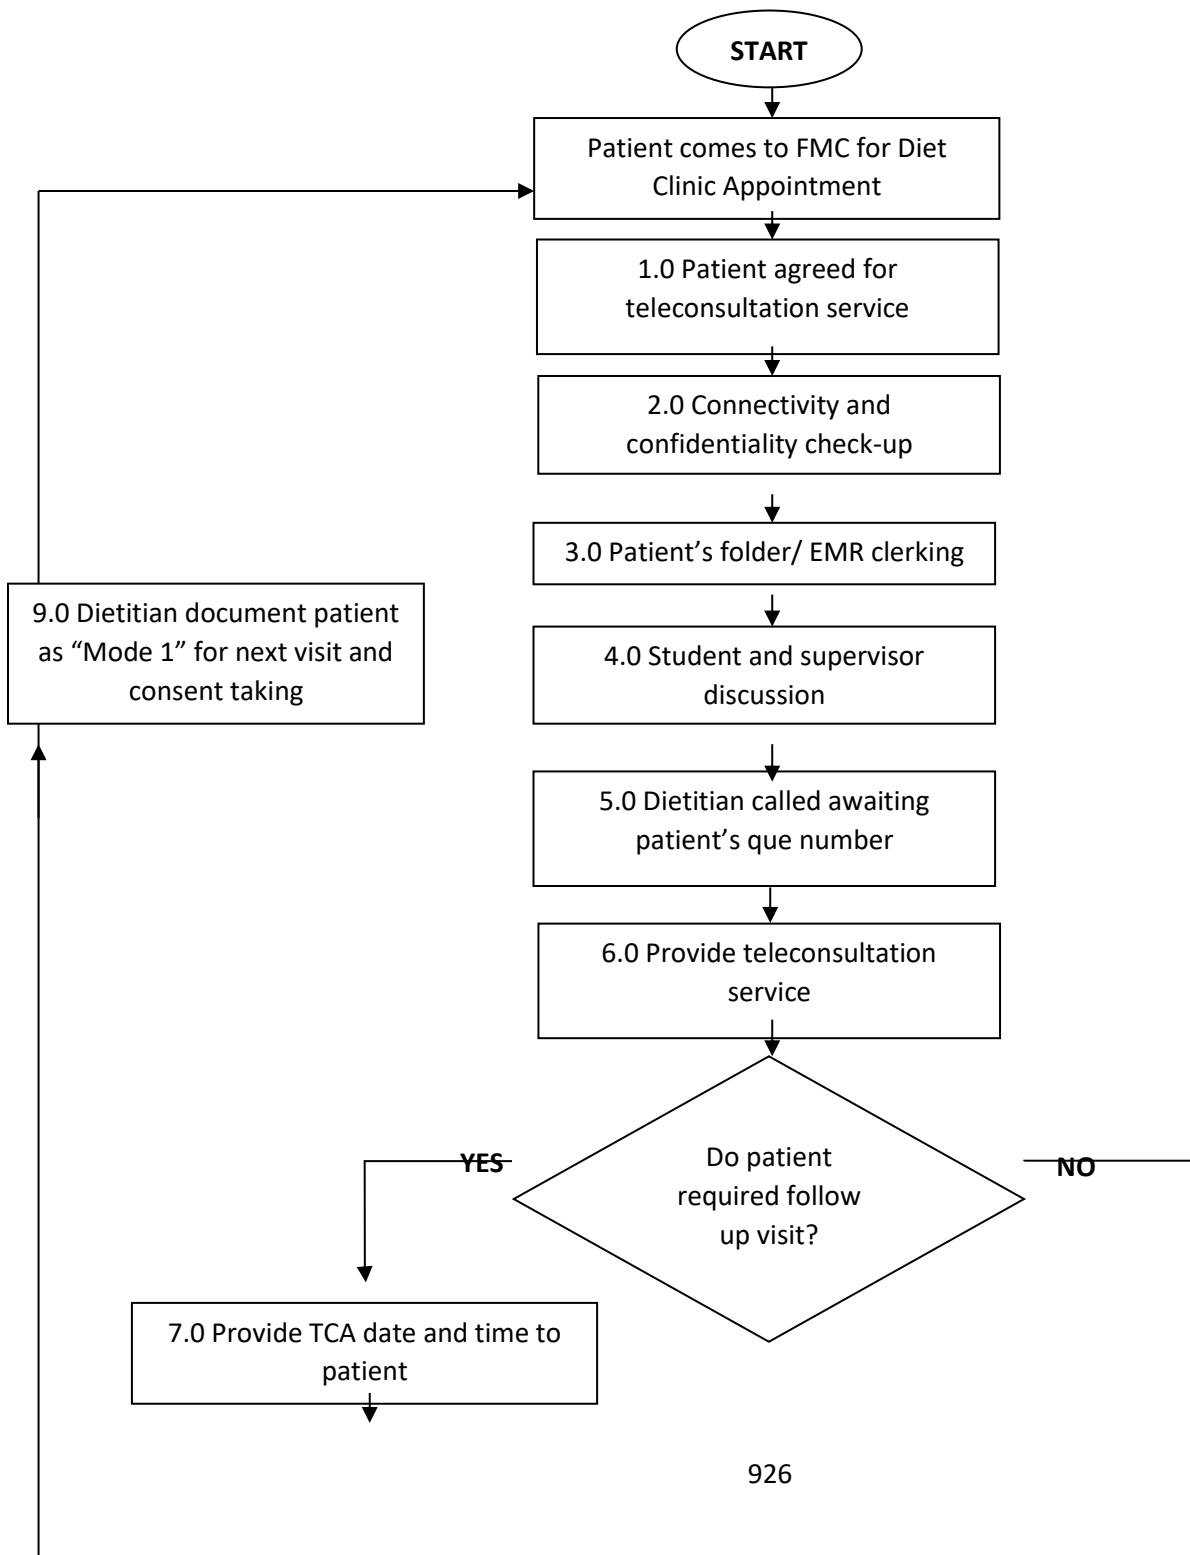 START
Patient comes to FMC for Diet
Clinic Appointment
1.0 Patient agreed for
teleconsultation service
2.0 Connectivity and
confidentiality check-up
3.0 Patient’s folder/ EMR clerking
9.0 Dietitian document patient
as “Mode 1” for next visit and
consent taking
4.0 Student and supervisor
discussion
5.0 Dietitian called awaiting
patient’s que number
6.0 Provide teleconsultation
service
YES
Do patient
required follow
up visit?
NO
7.0 Provide TCA date and time to
patient
926